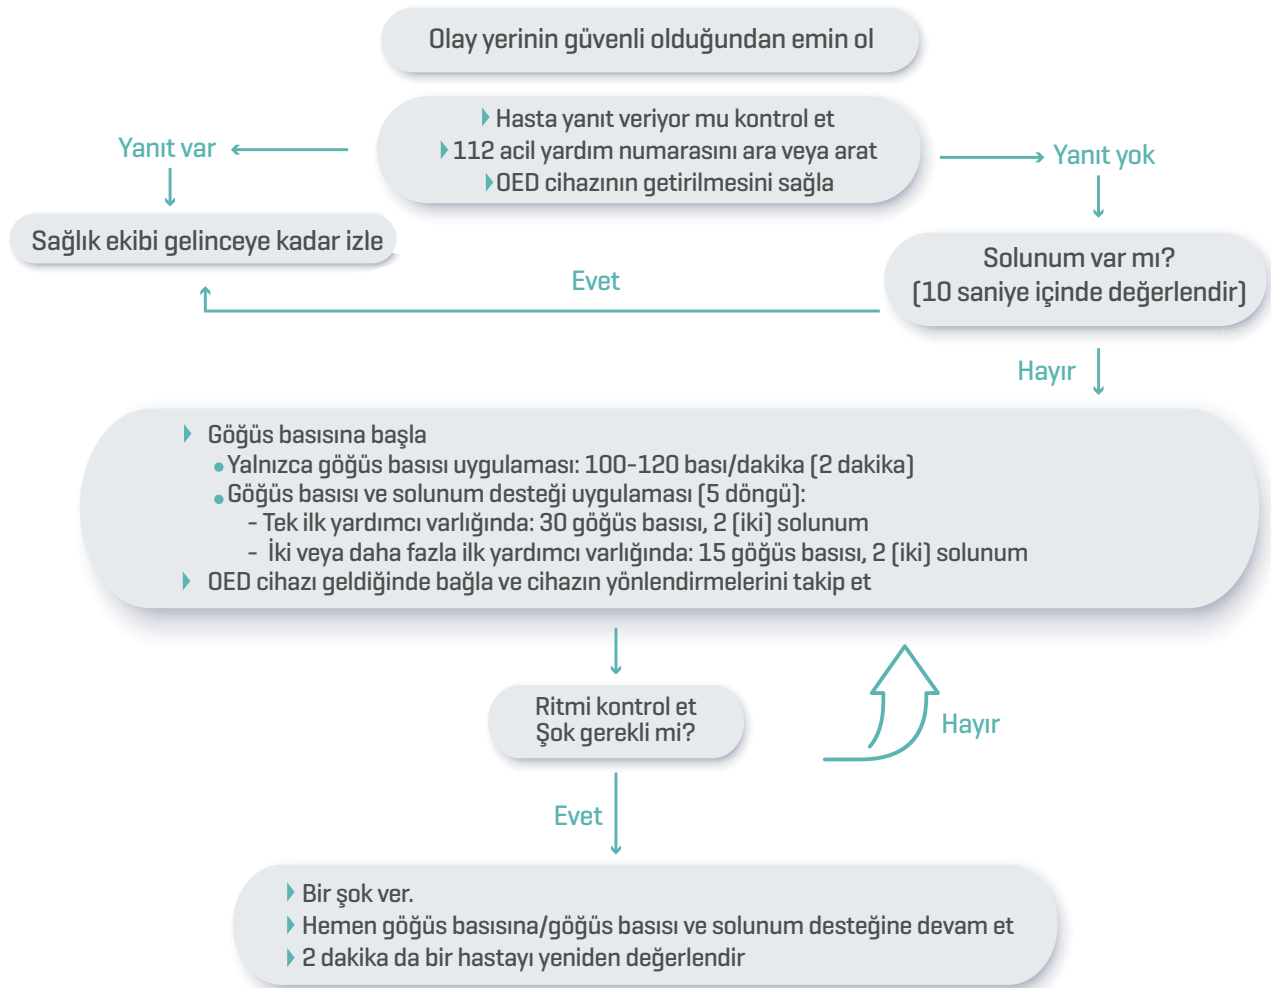 Olay yerinin güvenli olduğundan emin ol
Hasta yanıt veriyor mu kontrol et
112 acil yardım numarasını ara veya arat
OED cihazının getirilmesini sağla
Yanıt var
Yanıt yok
Sağlık ekibi gelinceye kadar izle
Solunum var mı?
(10 saniye içinde değerlendir)
Evet
Hayır
Göğüs basısına başla
Yalnızca göğüs basısı uygulaması: 100-120 bası/dakika (2 dakika)
Göğüs basısı ve solunum desteği uygulaması (5 döngü):
- Tek ilk yardımcı varlığında: 30 göğüs basısı, 2 (iki) solunum
- İki veya daha fazla ilk yardımcı varlığında: 15 göğüs basısı, 2 (iki) solunum
OED cihazı geldiğinde bağla ve cihazın yönlendirmelerini takip et
Ritmi kontrol et
Şok gerekli mi?
Hayır
Evet
Bir şok ver.
Hemen göğüs basısına/göğüs basısı ve solunum desteğine devam et
2 dakika da bir hastayı yeniden değerlendir